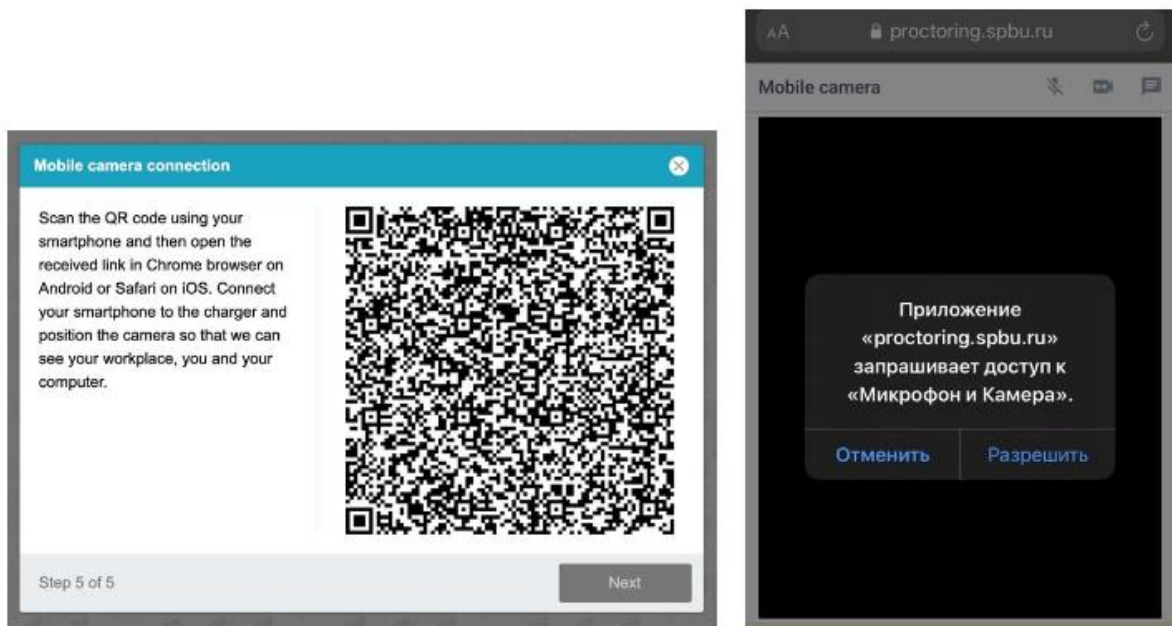 Mobile camera connection
Scan the QR code using your
smartphone and then open the
received link in Chrome browser on
Android or Safari on iOS. Connect
your smartphone to the charger and
position the camera so that we can
see your workplace, you and your
computer.
Step 5 of 5
Next
AA
proctoring.spbu.ru
Mobile camera
Приложение
«proctoring.spbu.ru»
запрашивает доступ к
«Микрофон и Камера».
Отменить
Разрешить